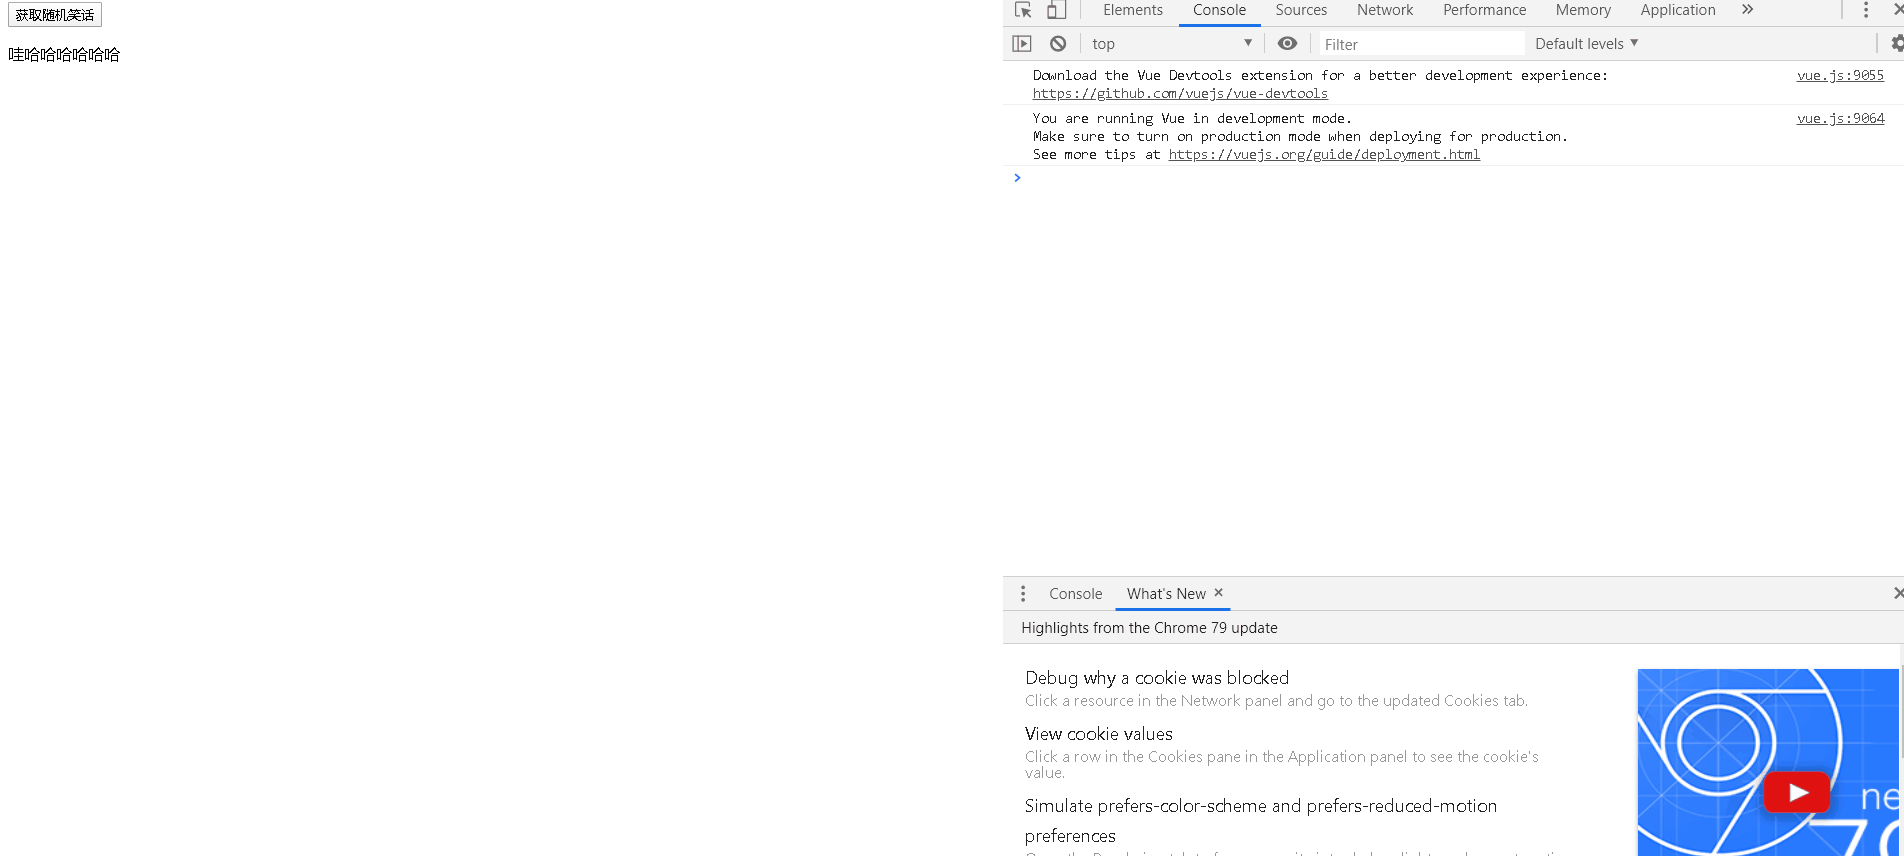 获取随机笑话
哇哈哈哈哈哈哈
Elements Console Sources Network Performance Memory Application »
top Filter Default levels
Download the Vue Devtools extension for a better development experience: vue.js:9055
https://github.com/vuejs/vue-devtools
You are running Vue in development mode. vue.js:9064
Make sure to turn on production mode when deploying for production.
See more tips at https://vuejs.org/guide/deployment.html
Console What's New
Highlights from the Chrome 79 update
Debug why a cookie was blocked
Click a resource in the Network panel and go to the updated Cookies tab.
View cookie values
Click a row in the Cookies pane in the Application panel to see the cookie's
value.
Simulate prefers-color-scheme and prefers-reduced-motion
preferences
ne
79